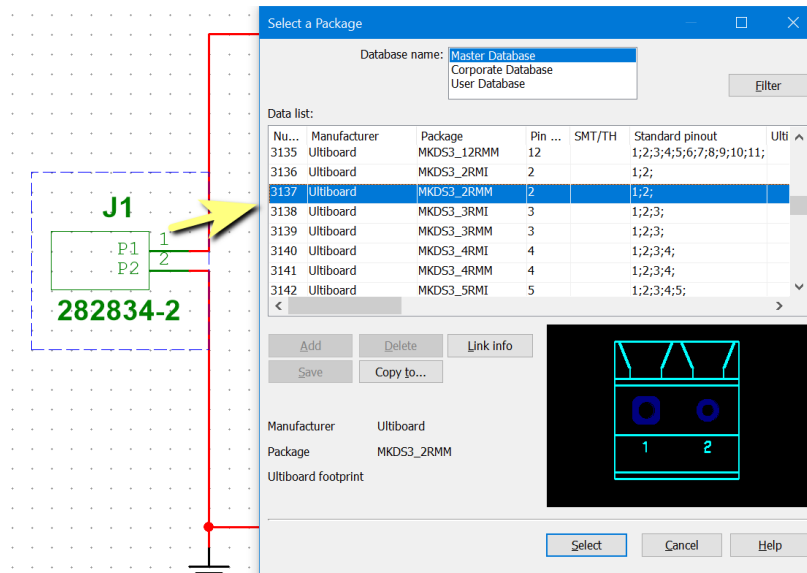 Select a Package
Database name: Master Database
Corporate Database
User Database
Filter
Data list:
Nu... Manufacturer Package Pin ... SMT/TH Standard pinout Ulti
3135 Ultiboard MKDS3_12RMM 12 1;2;3;4;5;6;7;8;9;10;11;
3136 Ultiboard MKDS3_2RMI 2 1;2;
3137 Ultiboard MKDS3_2RMM 2 1;2;
3138 Ultiboard MKDS3_3RMI 3 1;2;3;
3139 Ultiboard MKDS3_3RMM 3 1;2;3;
3140 Ultiboard MKDS3_4RMI 4 1;2;3;4;
3141 Ultiboard MKDS3_4RMM 4 1;2;3;4;
3142 Ultiboard MKDS3_5RMI 5 1;2;3;4;5;
J1
P1 1
P2 2
282834-2
Add Delete Link info
Save Copy to...
Manufacturer Ultiboard
Package MKDS3_2RMM
Ultiboard footprint
1 2
Select Cancel Help